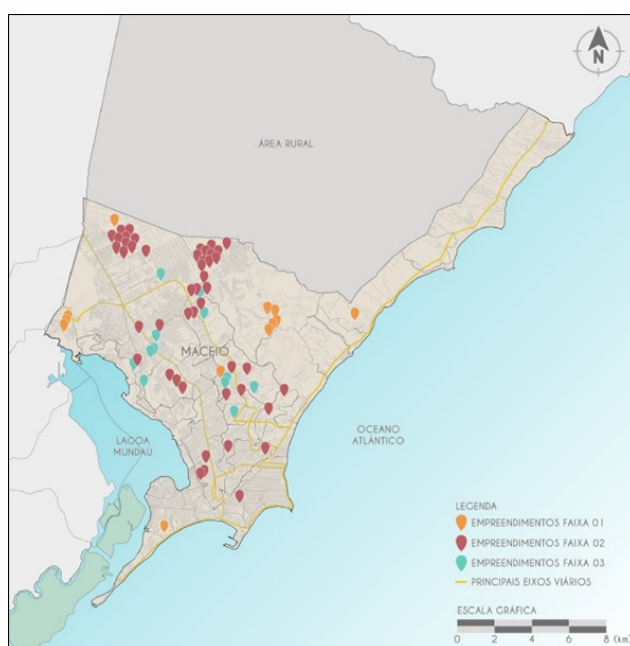 N
ÁREA RURAL
MACEIÓ
OCEANO
ATLÂNTICO
LAGOA
MUNDAÚ
LEGENDA
EMPREENDIMENTOS FAIXA 01
EMPREENDIMENTOS FAIXA 02
EMPREENDIMENTOS FAIXA 03
PRINCIPAIS EIXOS VIÁRIOS
ESCALA GRÁFICA
0 2 4 6 8 (km)